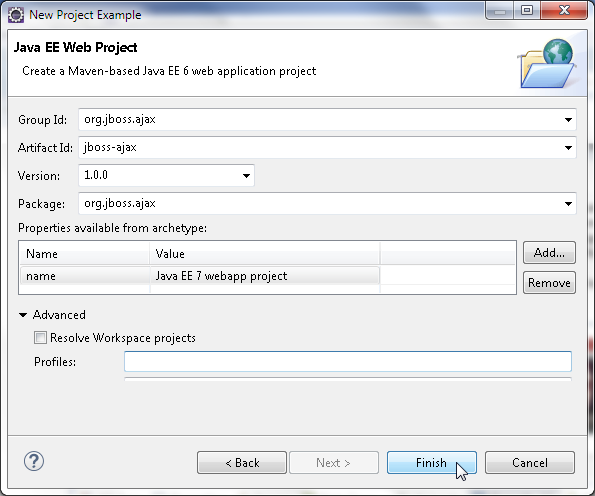 New Project Example
Java EE Web Project
Create a Maven-based Java EE 6 web application project
Group Id: org.jboss.ajax
Artifact Id: jboss-ajax
Version: 1.0.0
Package: org.jboss.ajax
Properties available from archetype:
Name Value Add...
name Java EE 7 webapp project Remove
Advanced
Resolve Workspace projects
Profiles:
? < Back Next > Finish Cancel